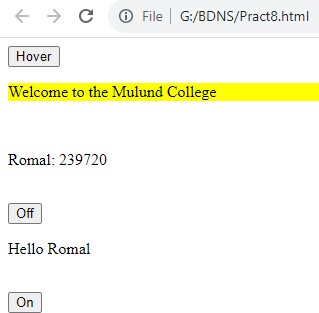 File G:/BDNS/Pract8.html
Hover
Welcome to the Mulund College
Romal: 239720
Off
Hello Romal
On